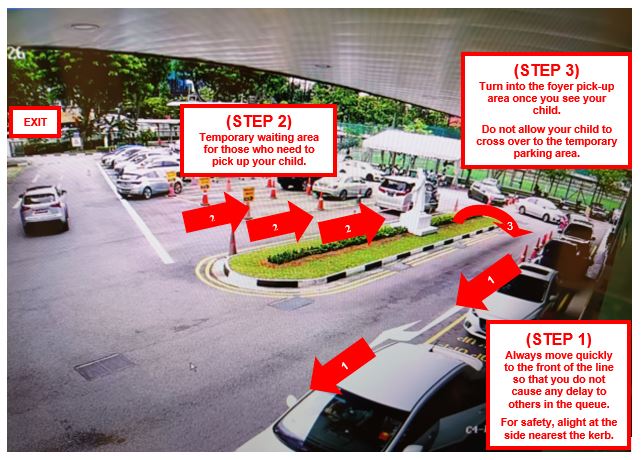 26
EXIT
(STEP 2)
Temporary waiting area
for those who need to
pick up your child.
(STEP 3)
Turn into the foyer pick-up
area once you see your
child.
Do not allow your child to
cross over to the temporary
parking area.
2
2
2
3
1
1
(STEP 1)
Always move quickly
to the front of the line
so that you do not
cause any delay to
others in the queue.
For safety, alight at the
side nearest the kerb.